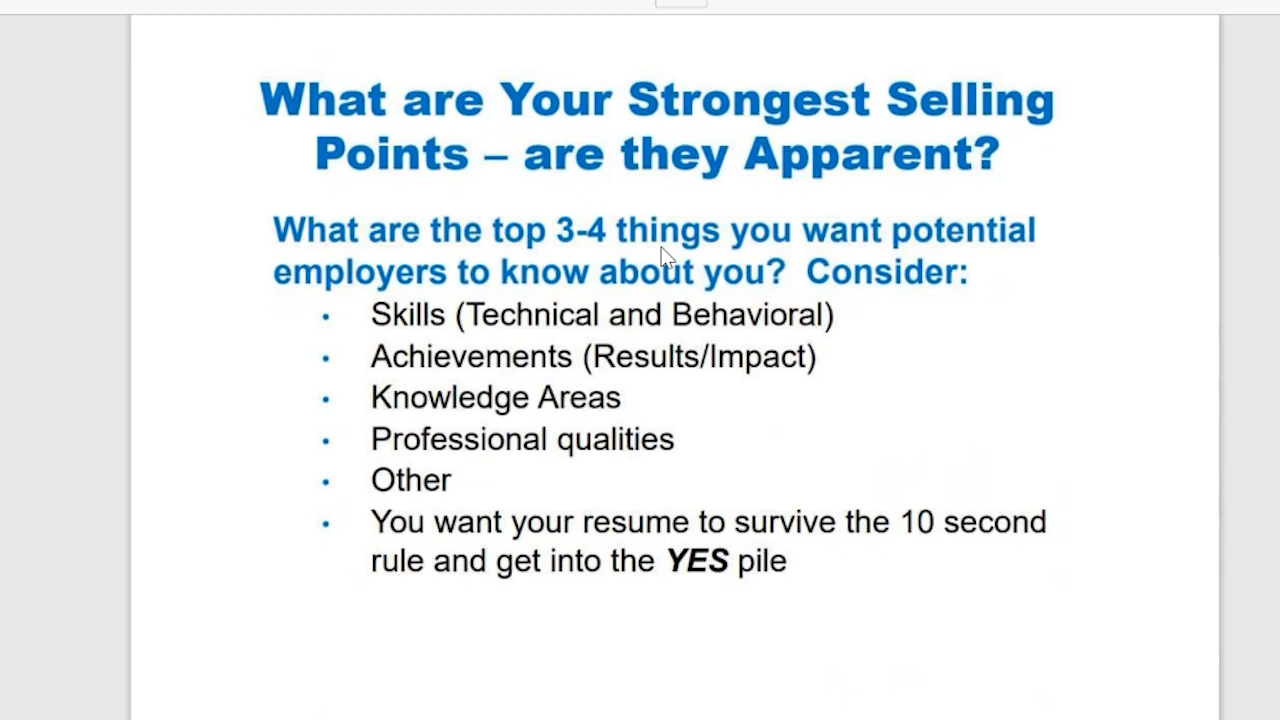 What are Your Strongest Selling
Points – are they Apparent?
What are the top 3-4 things you want potential
employers to know about you?  Consider:
• Skills (Technical and Behavioral)
• Achievements (Results/Impact)
• Knowledge Areas
• Professional qualities
• Other
• You want your resume to survive the 10 second
rule and get into the YES pile